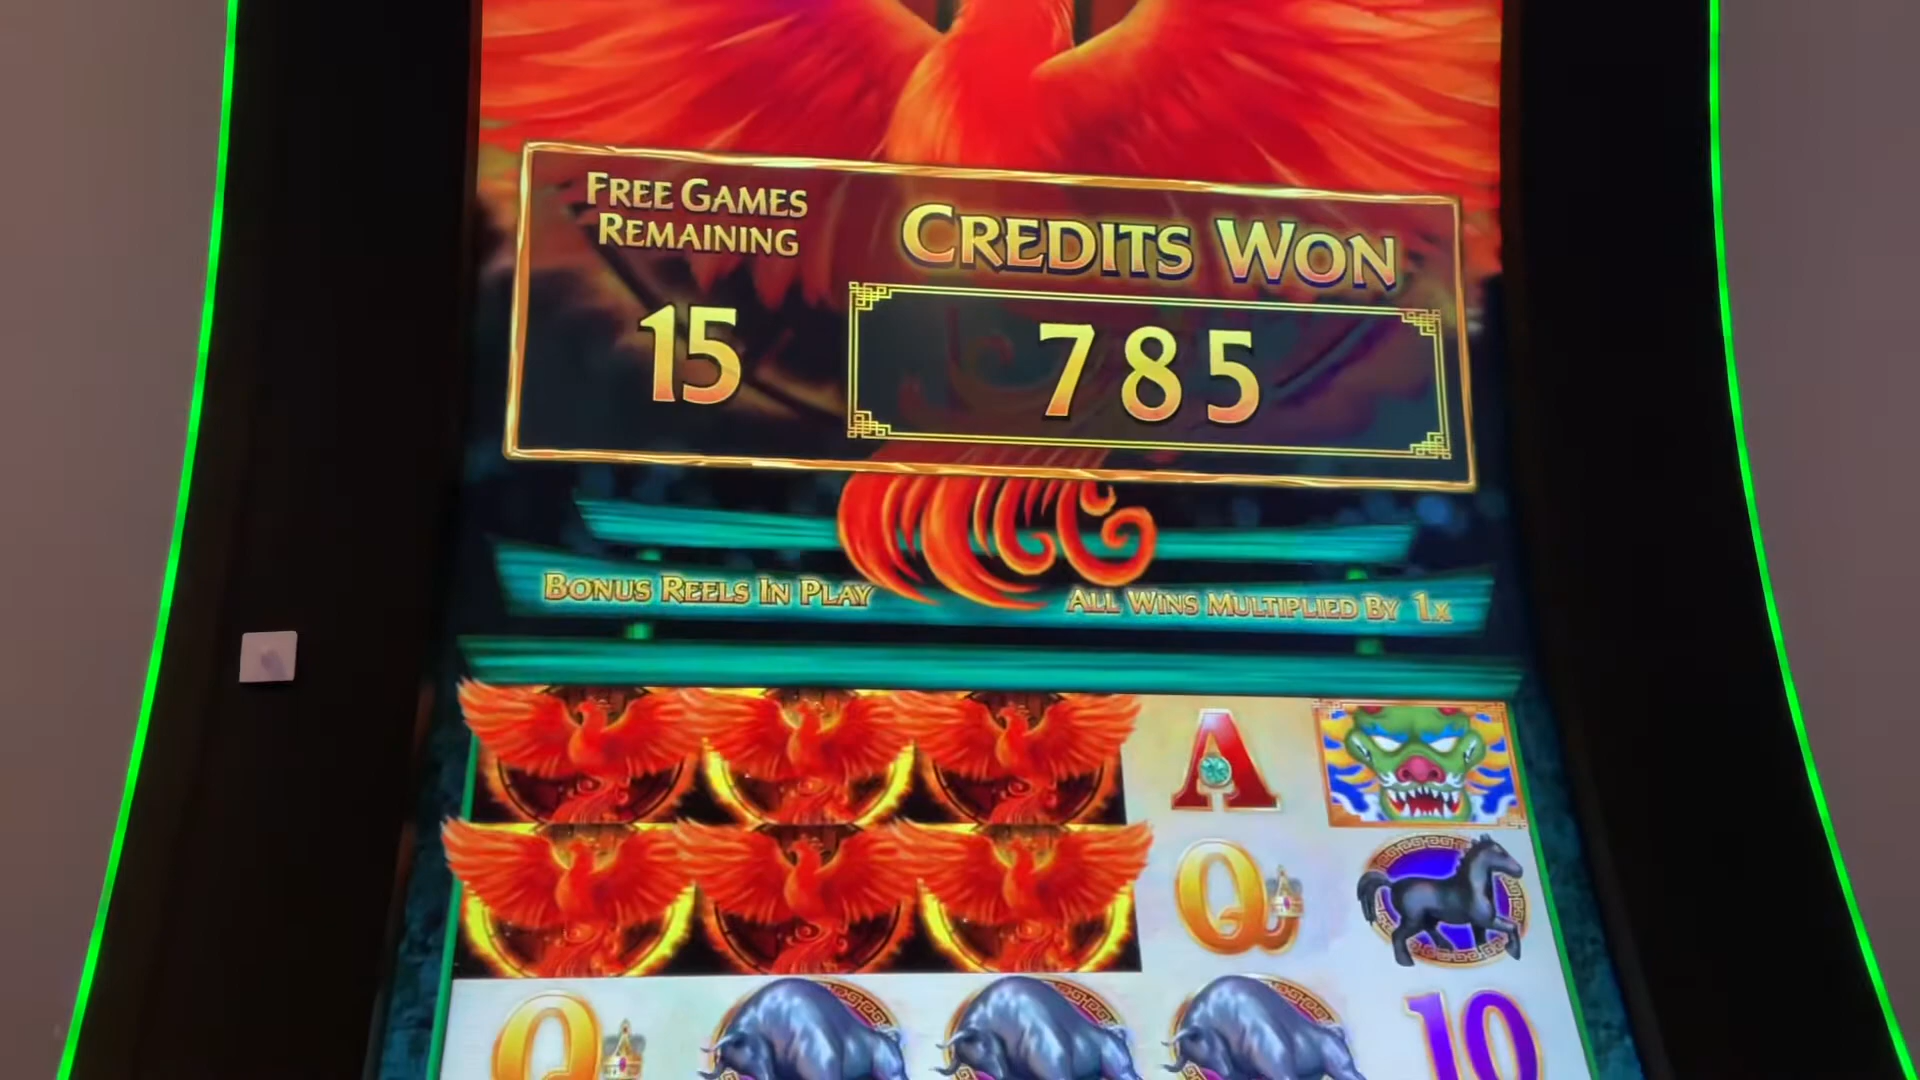 FREE GAMES
REMAINING
CREDITS WON
15
785
BONUS REELS IN PLAY
ALL WINS MULTIPLIED BY 1X
A
Q
Q
10